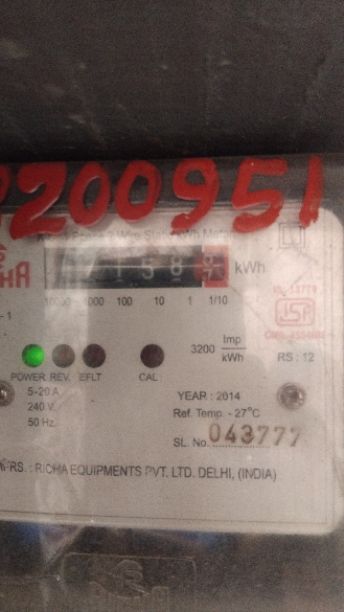 200951
kWh
10000 1000 100 10 1 1/10
3200 Imp/kWh
RS : 12
POWER REV. EFLT CAL
5-20 A
240 V
50 Hz.
YEAR : 2014
Ref. Temp. - 27°C
SL. No. 043777
RICHA EQUIPMENTS PVT. LTD. DELHI, (INDIA)